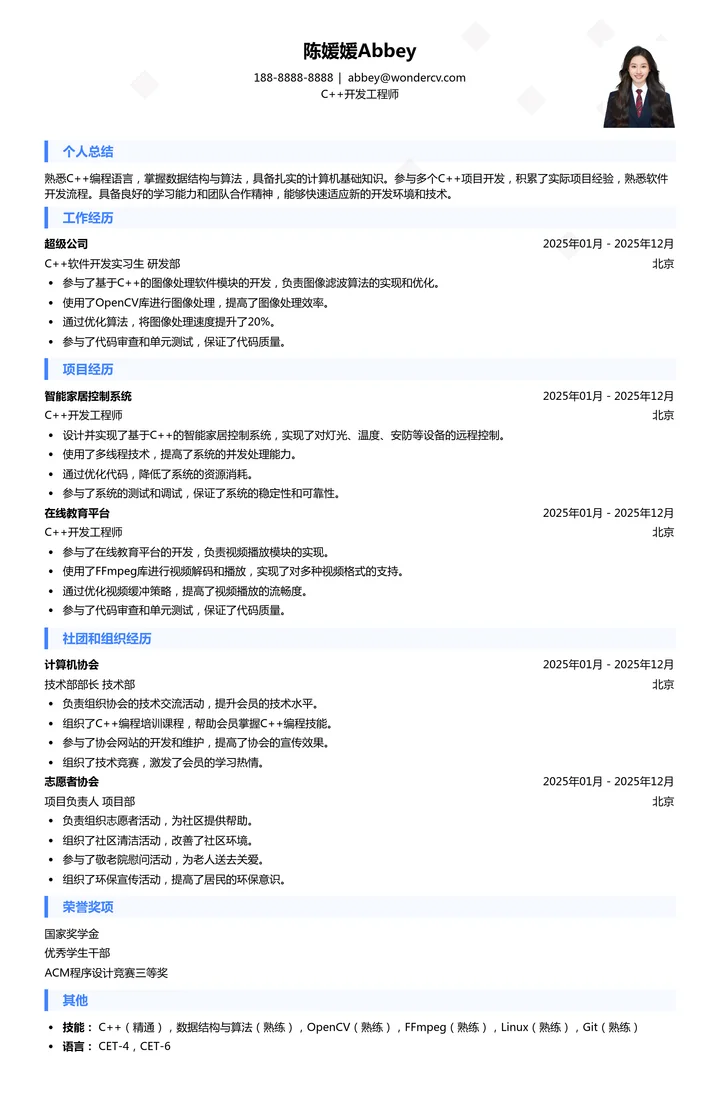 陈媛媛Abbey
188-8888-8888 | abbey@wondercv.com
C++开发工程师
个人总结
熟悉C++编程语言，掌握数据结构与算法，具备扎实的计算机基础知识。参与多个C++项目开发，积累了实际项目经验，熟悉软件
开发流程。具备良好的学习能力和团队合作精神，能够快速适应新的开发环境和技术。
工作经历
超级公司 2025年01月 - 2025年12月
C++软件开发实习生 研发部 北京
• 参与了基于C++的图像处理软件模块的开发，负责图像滤波算法的实现和优化。
• 使用了OpenCV库进行图像处理，提高了图像处理效率。
• 通过优化算法，将图像处理速度提升了20%。
• 参与了代码审查和单元测试，保证了代码质量。
项目经历
智能家居控制系统 2025年01月 - 2025年12月
C++开发工程师 北京
• 设计并实现了基于C++的智能家居控制系统，实现了对灯光、温度、安防等设备的远程控制。
• 使用了多线程技术，提高了系统的并发处理能力。
• 通过优化代码，降低了系统的资源消耗。
• 参与了系统的测试和调试，保证了系统的稳定性和可靠性。
在线教育平台 2025年01月 - 2025年12月
C++开发工程师 北京
• 参与了在线教育平台的开发，负责视频播放模块的实现。
• 使用了FFmpeg库进行视频解码和播放，实现了对多种视频格式的支持。
• 通过优化视频缓冲策略，提高了视频播放的流畅度。
• 参与了代码审查和单元测试，保证了代码质量。
社团和组织经历
计算机协会 2025年01月 - 2025年12月
技术部部长 技术部 北京
• 负责组织协会的技术交流活动，提升会员的技术水平。
• 组织了C++编程培训课程，帮助会员掌握C++编程技能。
• 参与了协会网站的开发和维护，提高了协会的宣传效果。
• 组织了技术竞赛，激发了会员的学习热情。
志愿者协会 2025年01月 - 2025年12月
项目负责人 项目部 北京
• 负责组织志愿者活动，为社区提供帮助。
• 组织了社区清洁活动，改善了社区环境。
• 参与了敬老院慰问活动，为老人送去关爱。
• 组织了环保宣传活动，提高了居民的环保意识。
荣誉奖项
国家奖学金
优秀学生干部
ACM程序设计竞赛三等奖
其他
• 技能： C++（精通），数据结构与算法（熟练），OpenCV（熟练），FFmpeg（熟练），Linux（熟练），Git（熟练）
• 语言： CET-4，CET-6